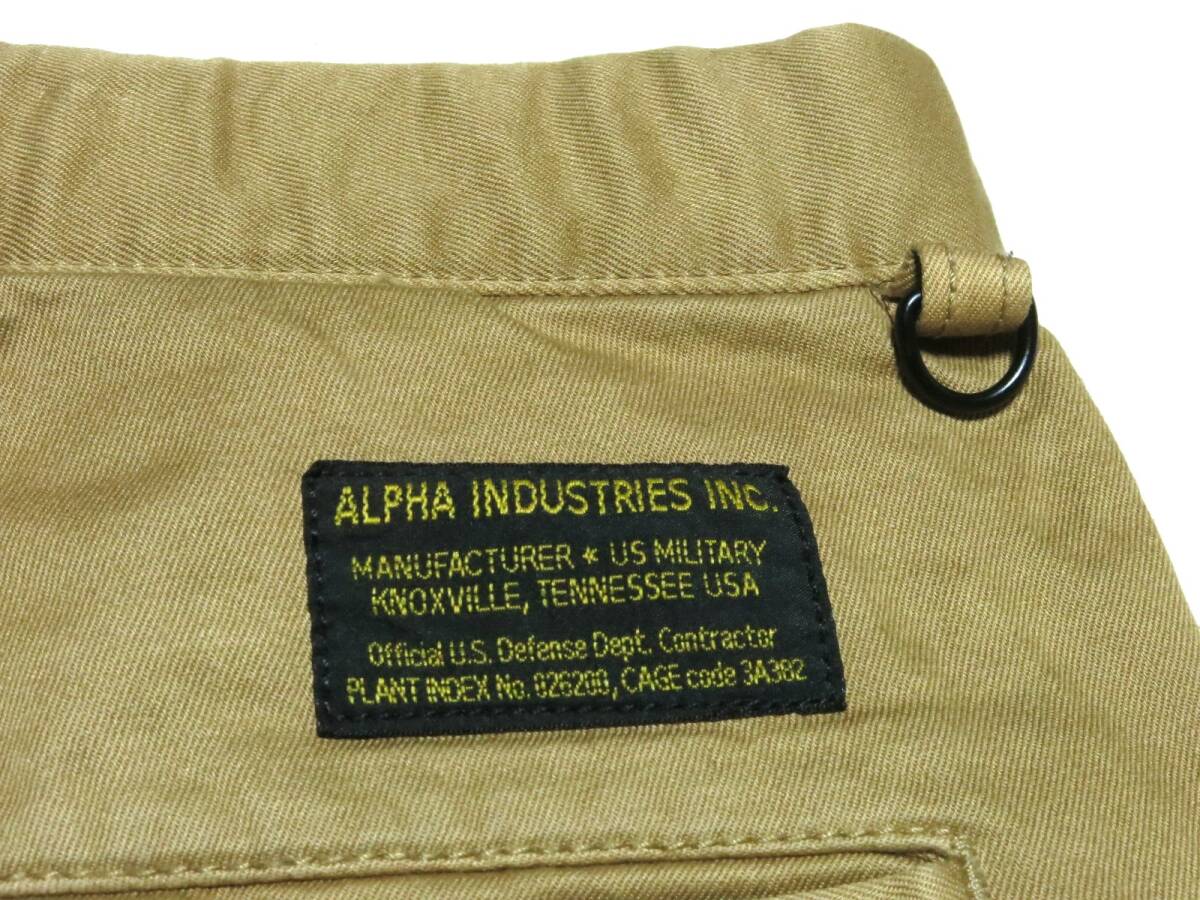 ALPHA INDUSTRIES INC.
MANUFACTURER * US MILITARY
KNOXVILLE, TENNESSEE USA
Official U.S. Defense Dept. Contractor
PLANT INDEX No. 026200, CAGE code 3A382